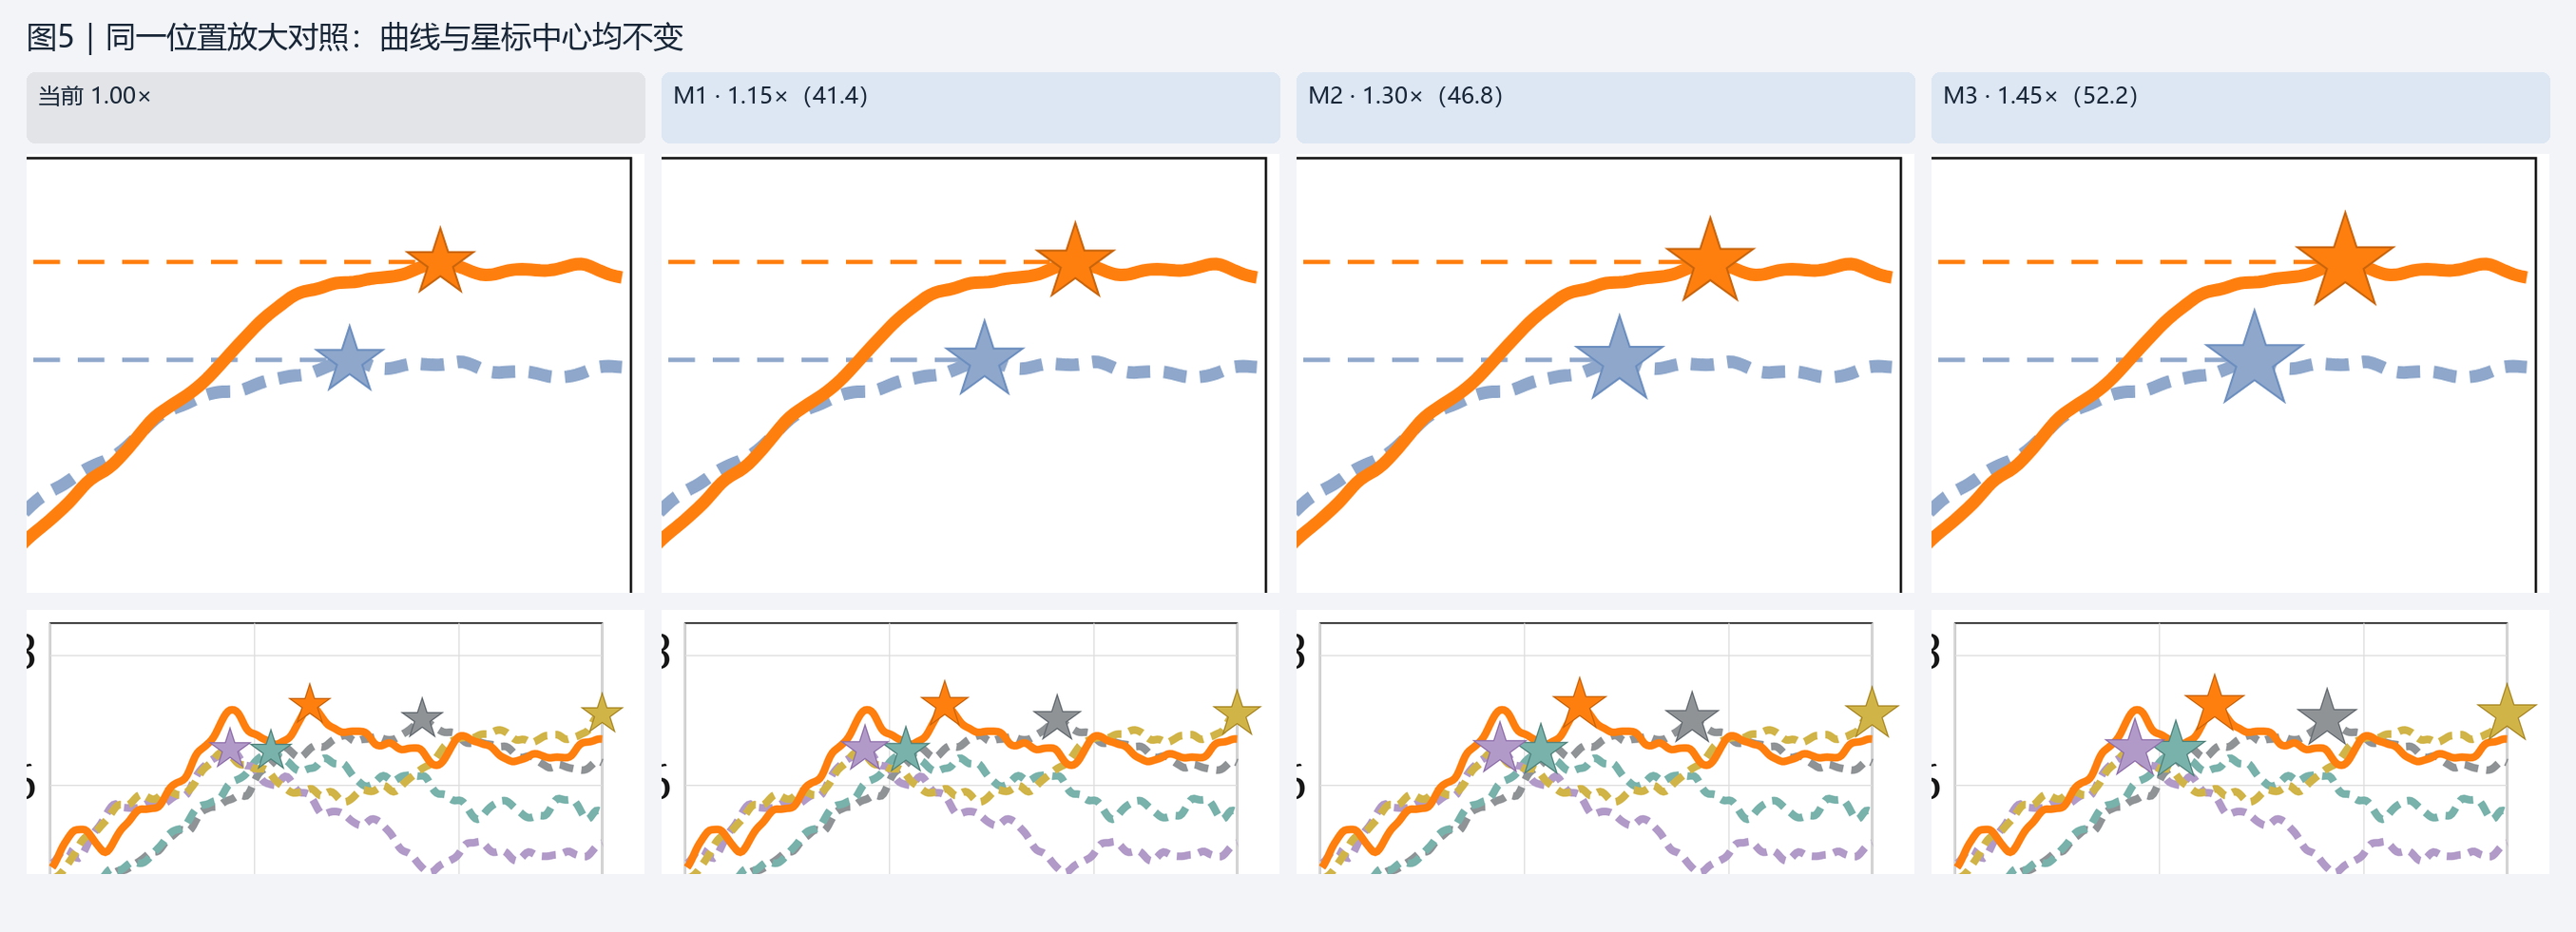 图5｜同一位置放大对照：曲线与星标中心均不变
当前 1.00×
M1 · 1.15×（41.4）
M2 · 1.30×（46.8）
M3 · 1.45×（52.2）